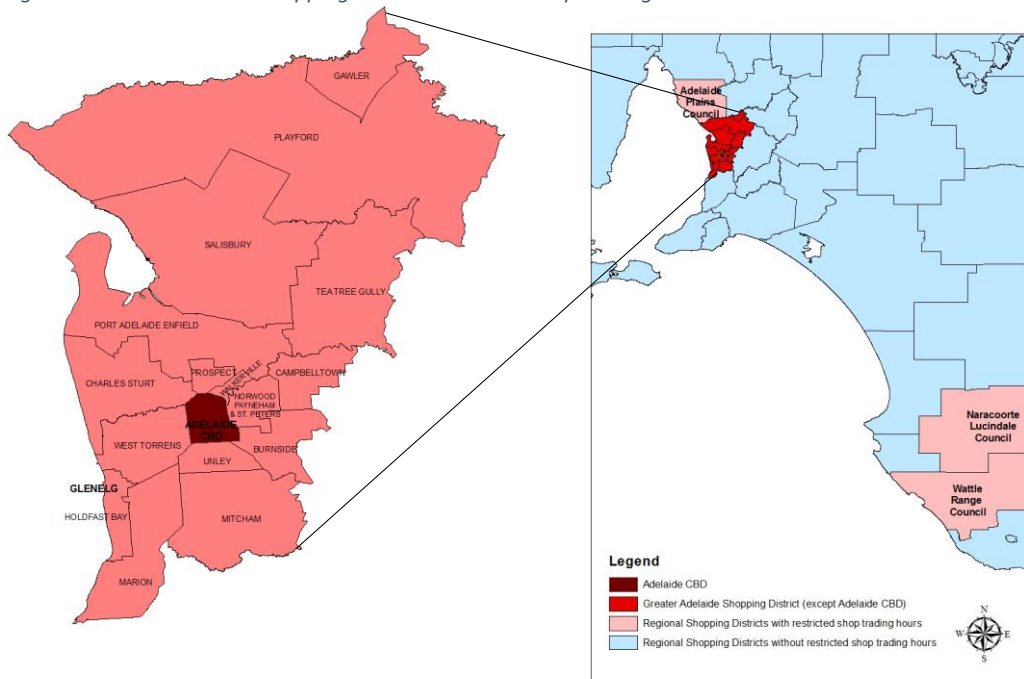 GAWLER
PLAYFORD
SALISBURY
TEA TREE GULLY
PORT ADELAIDE ENFIELD
PROSPECT
WALKERVILLE
CAMPBELLTOWN
CHARLES STURT
NORWOOD
PAYNEHAM
& ST. PETERS
ADELAIDE
CBD
WEST TORRENS
BURNSIDE
UNLEY
GLENELG
HOLDFAST BAY
MITCHAM
MARION
Adelaide
Plains
Council
Naracoorte
Lucindale
Council
Wattle
Range
Council
Legend
Adelaide CBD
Greater Adelaide Shopping District (except Adelaide CBD)
Regional Shopping Districts with restricted shop trading hours
Regional Shopping Districts without restricted shop trading hours
N
W E
S